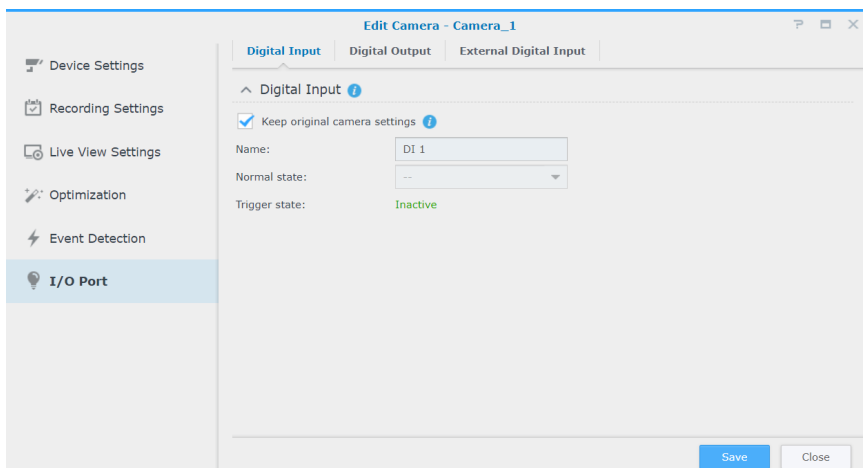 Edit Camera - Camera_1
Device Settings
Recording Settings
Live View Settings
Optimization
Event Detection
I/O Port
Digital Input
Digital Output
External Digital Input
Digital Input
Keep original camera settings
Name: DI 1
Normal state: --
Trigger state: Inactive
Save
Close